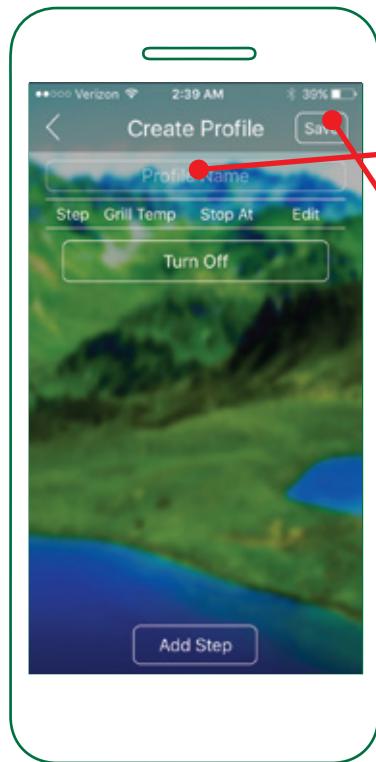 Verizon 2:39 AM 39%
Create Profile Save
Profile Name
Step Grill Temp Stop At Edit
Turn Off
Add Step